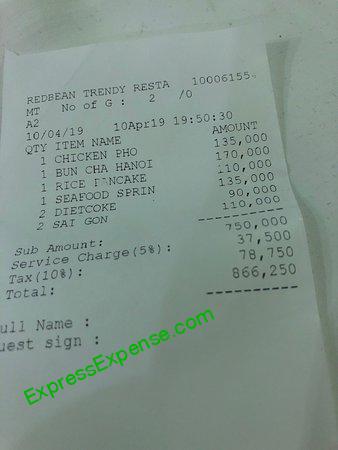 REDBEAN TRENDY RESTA 10006155
MT No of G : 2 /0
A2
10/04/19 10Apr19 19:50:30
QTY ITEM NAME AMOUNT
1 CHICKEN PHO 135,000
1 BUN CHA HANOI 170,000
1 RICE PANCAKE 110,000
1 SEAFOOD SPRIN 135,000
2 DIETCOKE 90,000
2 SAI GON 110,000
Sub Amount: 750,000
Service Charge(5%): 37,500
Tax(10%): 78,750
Total: 866,250
ull Name :
uest sign :
ExpressExpense.com